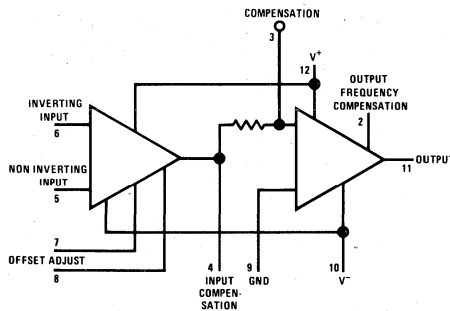 COMPENSATION
3
V+
12
OUTPUT
FREQUENCY
COMPENSATION
2
INVERTING
INPUT
6
OUTPUT
11
NON INVERTING
INPUT
5
7
OFFSET ADJUST
8
4
INPUT
COMPEN-
SATION
9
GND
10
V-